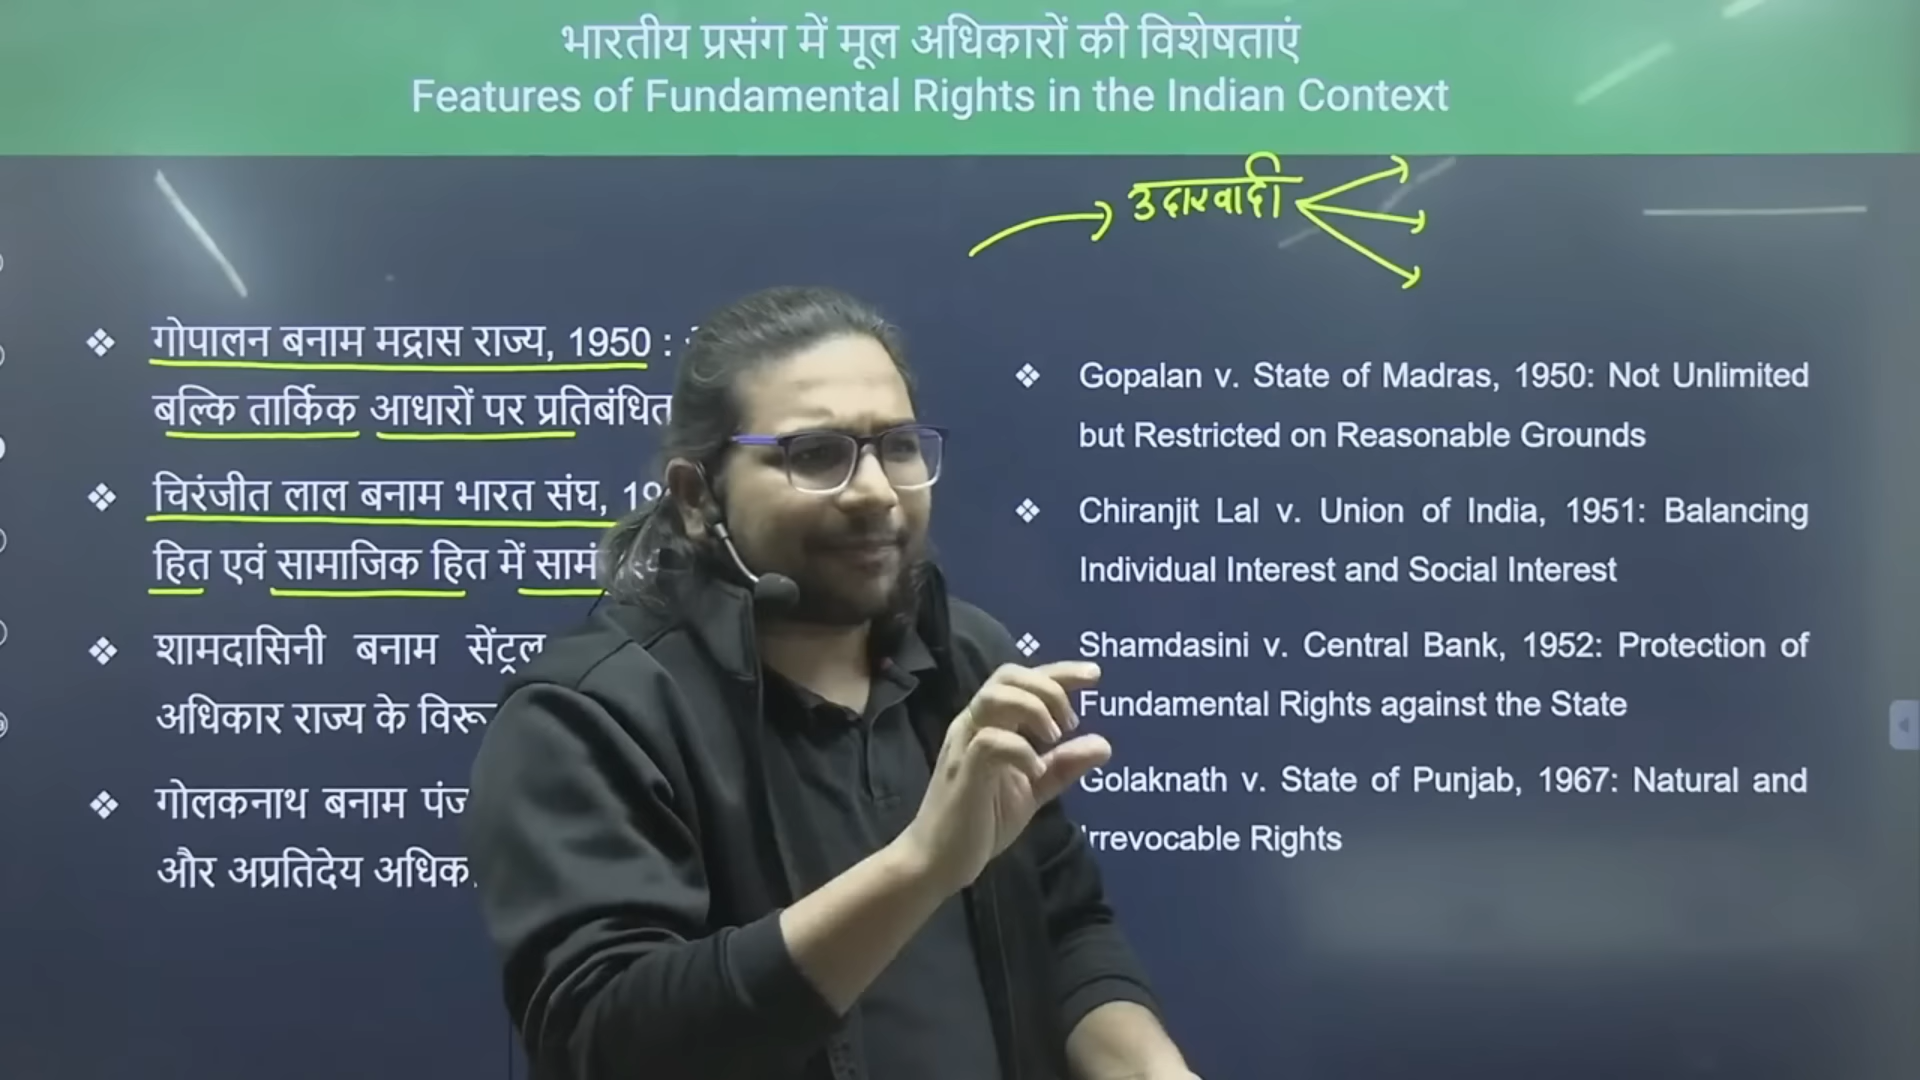 भारतीय प्रसंग में मूल अधिकारों की विशेषताएं
Features of Fundamental Rights in the Indian Context
उदारवादी
❖ गोपालन बनाम मद्रास राज्य, 1950 :
बल्कि तार्किक आधारों पर प्रतिबंधित
❖ चिरंजीत लाल बनाम भारत संघ,
हित एवं सामाजिक हित में
❖ शामदासिनी बनाम सेंट्रल
अधिकार राज्य के विरू
❖ गोलकनाथ बनाम
और अप्रतिदेय
❖ Gopalan v. State of Madras, 1950: Not Unlimited
but Restricted on Reasonable Grounds
❖ Chiranjit Lal v. Union of India, 1951: Balancing
Individual Interest and Social Interest
❖ Shamdasini v. Central Bank, 1952: Protection of
Fundamental Rights against the State
Golaknath v. State of Punjab, 1967: Natural and
Irrevocable Rights